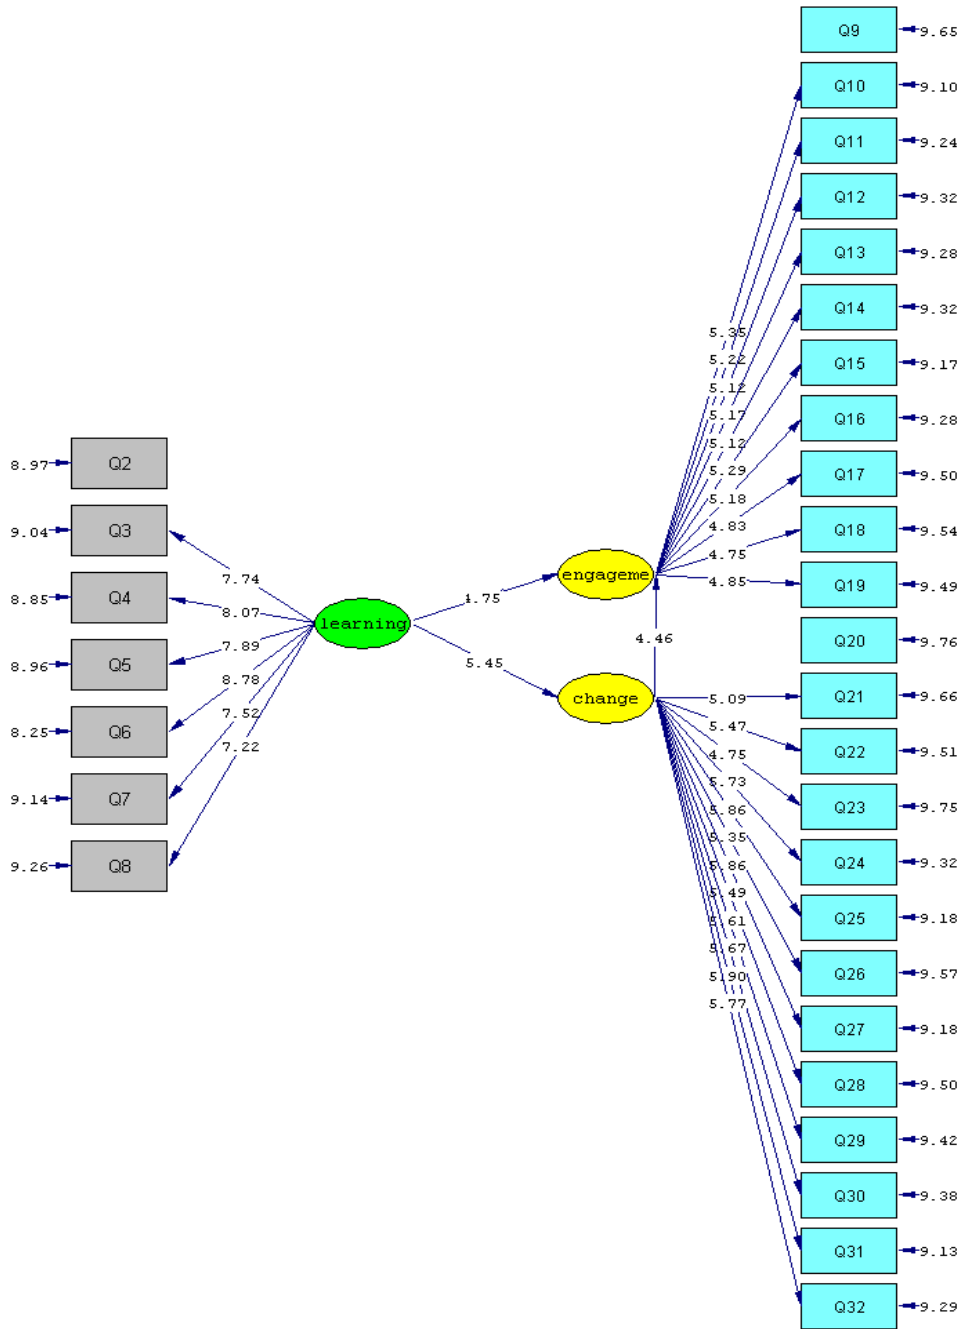 Q9 9.65
Q10 9.10
Q11 9.24
Q12 9.32
Q13 9.28
Q14 9.32
5.35
5.22
Q15 9.17
5.12
5.17
Q16 9.28
5.12
8.97 Q2
5.29
Q17 9.50
5.18
4.83
9.04 Q3
Q18 9.54
4.75
7.74
engageme
4.85
Q19 9.49
8.85 Q4
8.07
4.75
learning
7.89
4.46
Q20 9.76
8.96 Q5
5.45
8.78
change
5.09
Q21 9.66
7.52
5.47
8.25 Q6
7.22
4.75
Q22 9.51
5.73
9.14 Q7
5.86
Q23 9.75
5.35
9.26 Q8
5.86
Q24 9.32
5.49
5.61
Q25 9.18
5.67
Q26 9.57
5.90
5.77
Q27 9.18
Q28 9.50
Q29 9.42
Q30 9.38
Q31 9.13
Q32 9.29